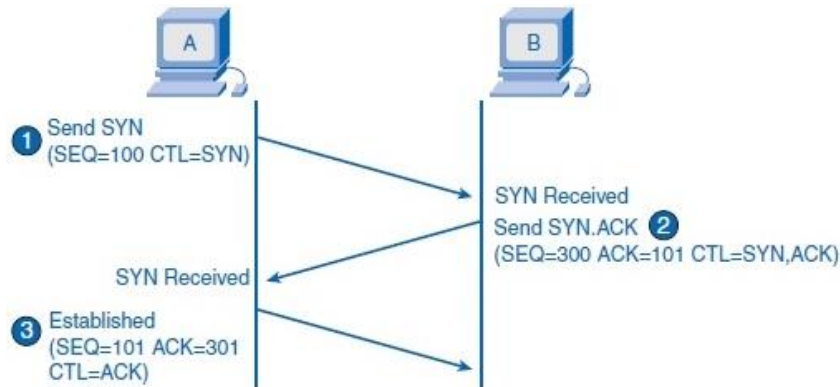 A
B
1 Send SYN
(SEQ=100 CTL=SYN)
SYN Received
Send SYN.ACK 2
(SEQ=300 ACK=101 CTL=SYN,ACK)
SYN Received
3 Established
(SEQ=101 ACK=301
CTL=ACK)